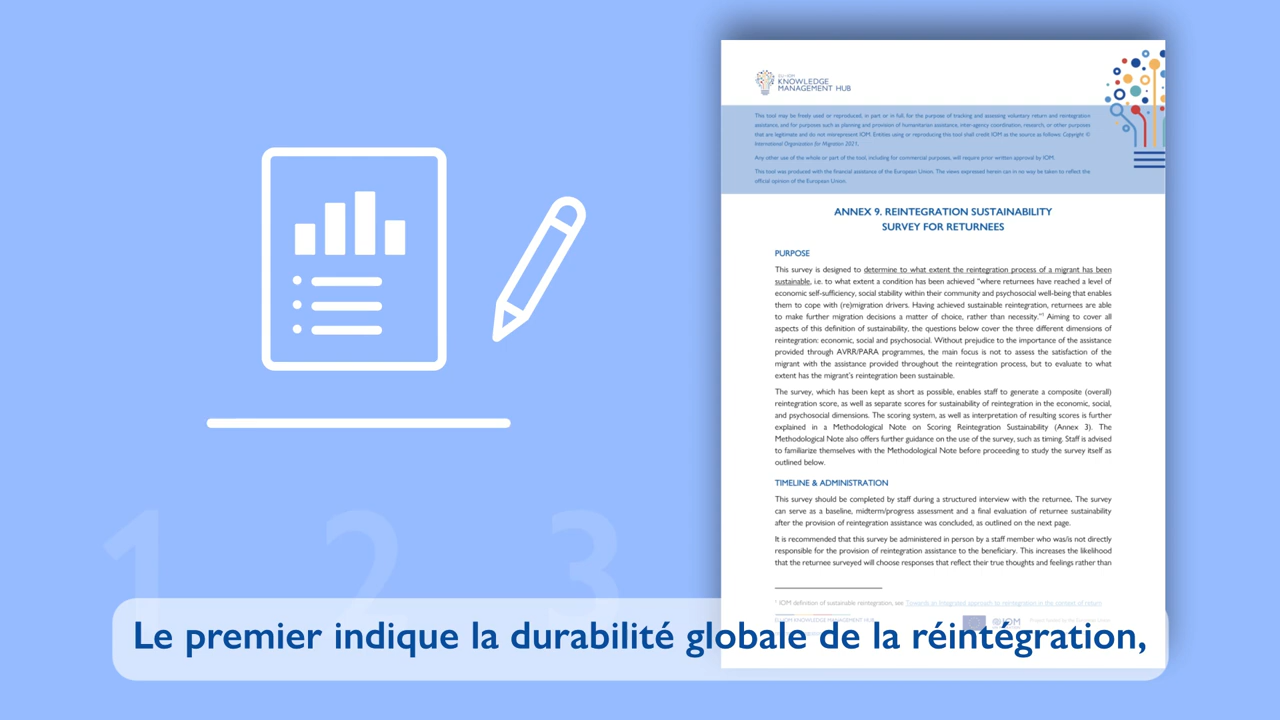 EU-IOM
KNOWLEDGE
MANAGEMENT HUB
This tool may be freely used or reproduced, in part or in full, for the purpose of tracking and assessing voluntary return and reintegration
assistance, and for purposes such as planning and provision of humanitarian assistance, inter-agency coordination, research, or other purposes
that are legitimate and do not misrepresent IOM. Entities using or reproducing this tool shall credit IOM as the source as follows. Copyright ©
International Organization for Migration 2021.
Any other use of the whole or part of the tool, including for commercial purposes, will require prior written approval by IOM.
This tool was produced with the financial assistance of the European Union. The views expressed herein can in no way be taken to reflect the
official opinion of the European Union.
ANNEX 9. REINTEGRATION SUSTAINABILITY
SURVEY FOR RETURNEES
PURPOSE
This survey is designed to determine to what extent the reintegration process of a migrant has been
sustainable, i.e. to what extent a condition has been achieved “where returnees have reached a level of
economic self-sufficiency, social stability within their community and psychosocial well-being that enables
them to cope with (re)migration drivers. Having achieved sustainable reintegration, returnees are able
to make further migration decisions a matter of choice, rather than necessity.”¹ Aiming to cover all
aspects of this definition of sustainability, the questions below cover the three different dimensions of
reintegration: economic, social and psychosocial. Without prejudice to the importance of the assistance
provided through AVRR/PARA programmes, the main focus is not to assess the satisfaction of the
migrant with the assistance provided throughout the reintegration process, but to evaluate to what
extent has the migrant’s reintegration been sustainable.
The survey, which has been kept as short as possible, enables staff to generate a composite (overall)
reintegration score, as well as separate scores for sustainability of reintegration in the economic, social,
and psychosocial dimensions. The scoring system, as well as interpretation of resulting scores is further
explained in a Methodological Note on Scoring Reintegration Sustainability (Annex 3). The
Methodological Note also offers further guidance on the use of the survey, such as timing. Staff is advised
to familiarize themselves with the Methodological Note before proceeding to study the survey itself as
outlined below.
TIMELINE & ADMINISTRATION
This survey should be completed by staff during a structured interview with the returnee. The survey
can serve as a baseline, midterm/progress assessment and a final evaluation of returnee sustainability
after the provision of reintegration assistance was concluded, as outlined on the next page.
It is recommended that this survey be administered in person by a staff member who was/is not directly
responsible for the provision of reintegration assistance to the beneficiary. This increases the likelihood
that the returnee surveyed will choose responses that reflect their true thoughts and feelings rather than
¹ IOM definition of sustainable reintegration, see Towards an Integrated approach to reintegration in the context of return
1 2 3
KNOWLEDGE MANAGEMENT HUB
IOM
Le premier indique la durabilité globale de la réintégration,